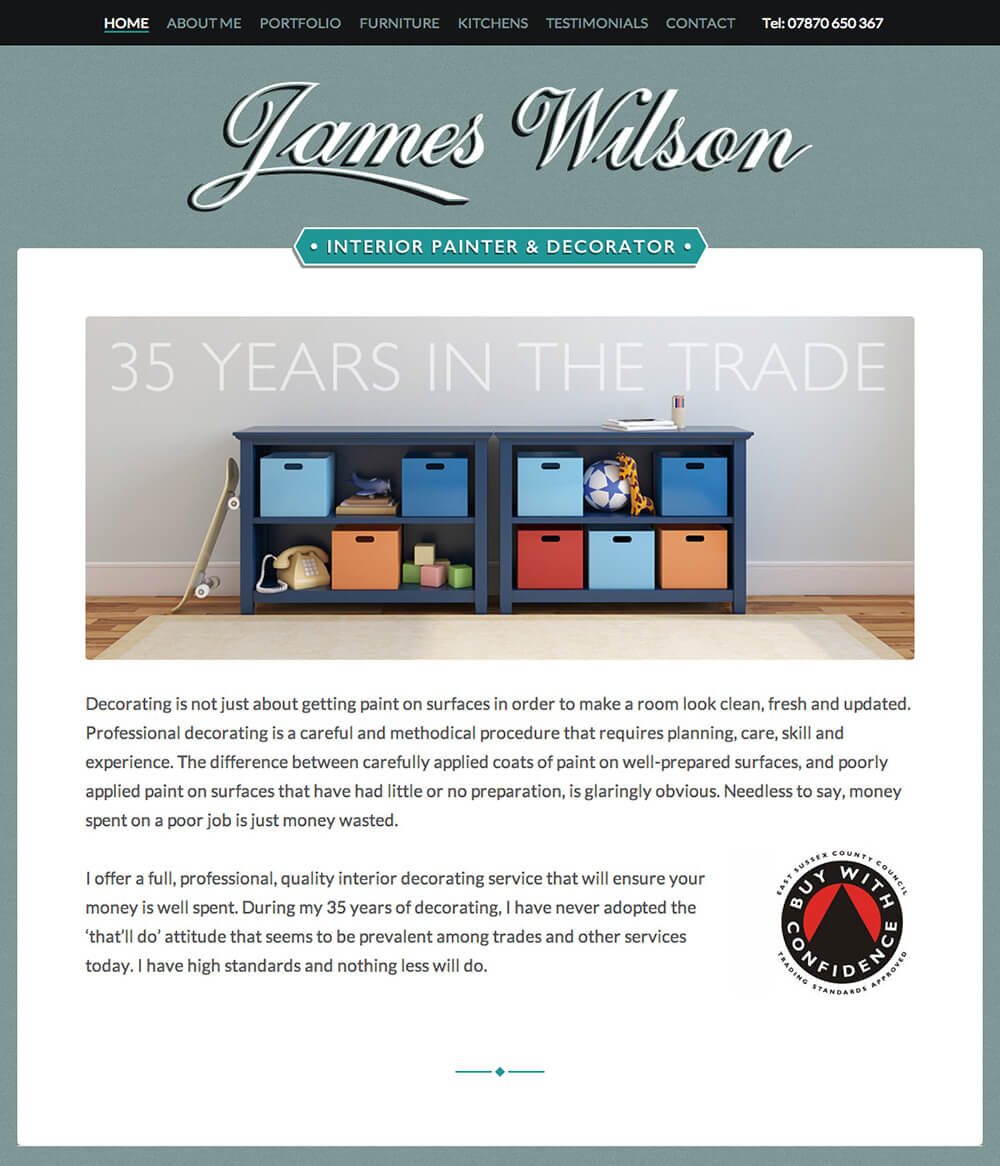 HOME ABOUT ME PORTFOLIO FURNITURE KITCHENS TESTIMONIALS CONTACT Tel: 07870 650 367
James Wilson
• INTERIOR PAINTER & DECORATOR •
35 YEARS IN THE TRADE
Decorating is not just about getting paint on surfaces in order to make a room look clean, fresh and updated.
Professional decorating is a careful and methodical procedure that requires planning, care, skill and
experience. The difference between carefully applied coats of paint on well-prepared surfaces, and poorly
applied paint on surfaces that have had little or no preparation, is glaringly obvious. Needless to say, money
spent on a poor job is just money wasted.
I offer a full, professional, quality interior decorating service that will ensure your
money is well spent. During my 35 years of decorating, I have never adopted the
‘that’ll do’ attitude that seems to be prevalent among trades and other services
today. I have high standards and nothing less will do.
EAST SUSSEX COUNTY COUNCIL
BUY WITH
CONFIDENCE
TRADING STANDARDS APPROVED